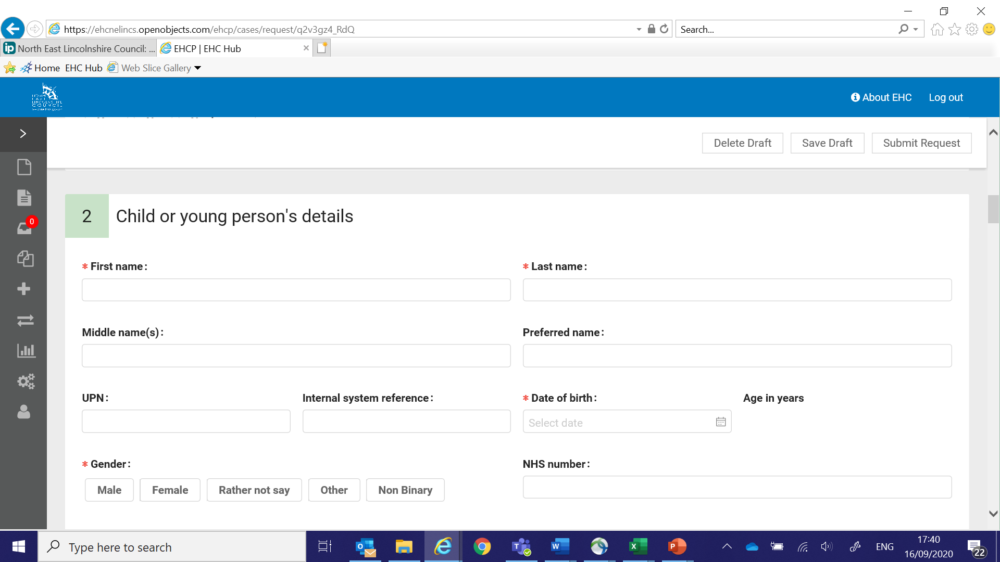 https://ehcnelincs.openobjects.com/ehcp/cases/request/q2v3gz4_RdQ
Search...
North East Lincolnshire Council: ...
EHCP | EHC Hub
Home EHC Hub Web Slice Gallery
NORTH
EAST
LINCOLNSHIRE
COUNCIL
About EHC
Log out
Delete Draft
Save Draft
Submit Request
0
2 Child or young person's details
* First name:
* Last name:
Middle name(s):
Preferred name:
UPN:
Internal system reference:
* Date of birth:
Age in years
Select date
* Gender:
NHS number:
Male
Female
Rather not say
Other
Non Binary
Type here to search
ENG
17:40
16/09/2020
22